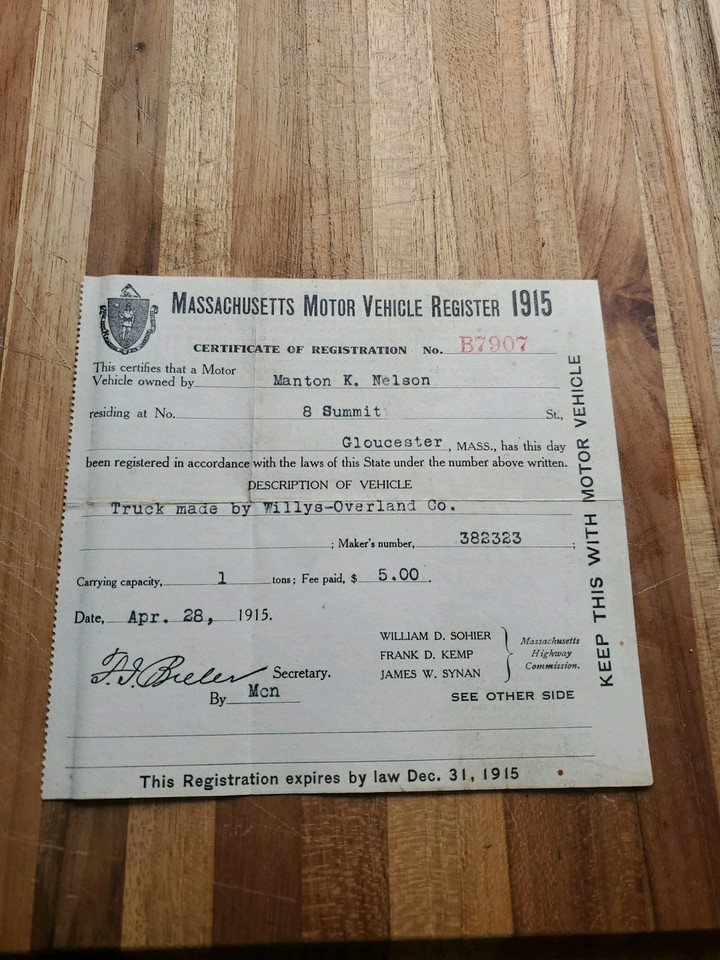 MASSACHUSETTS MOTOR VEHICLE REGISTER 1915
CERTIFICATE OF REGISTRATION No. B7907
This certifies that a Motor
Vehicle owned by Manton K. Nelson
residing at No. 8 Summit St.,
Gloucester, MASS., has this day
been registered in accordance with the laws of this State under the number above written.
DESCRIPTION OF VEHICLE
Truck made by Willys-Overland Co.
; Maker's number, 382323 ;
Carrying capacity, 1 tons; Fee paid, $ 5.00.
Date, Apr. 28, 1915.
WILLIAM D. SOHIER
FRANK D. KEMP
JAMES W. SYNAN
Massachusetts
Highway
Commission.
Secretary.
By Mcn
SEE OTHER SIDE
This Registration expires by law Dec. 31, 1915
KEEP THIS WITH MOTOR VEHICLE